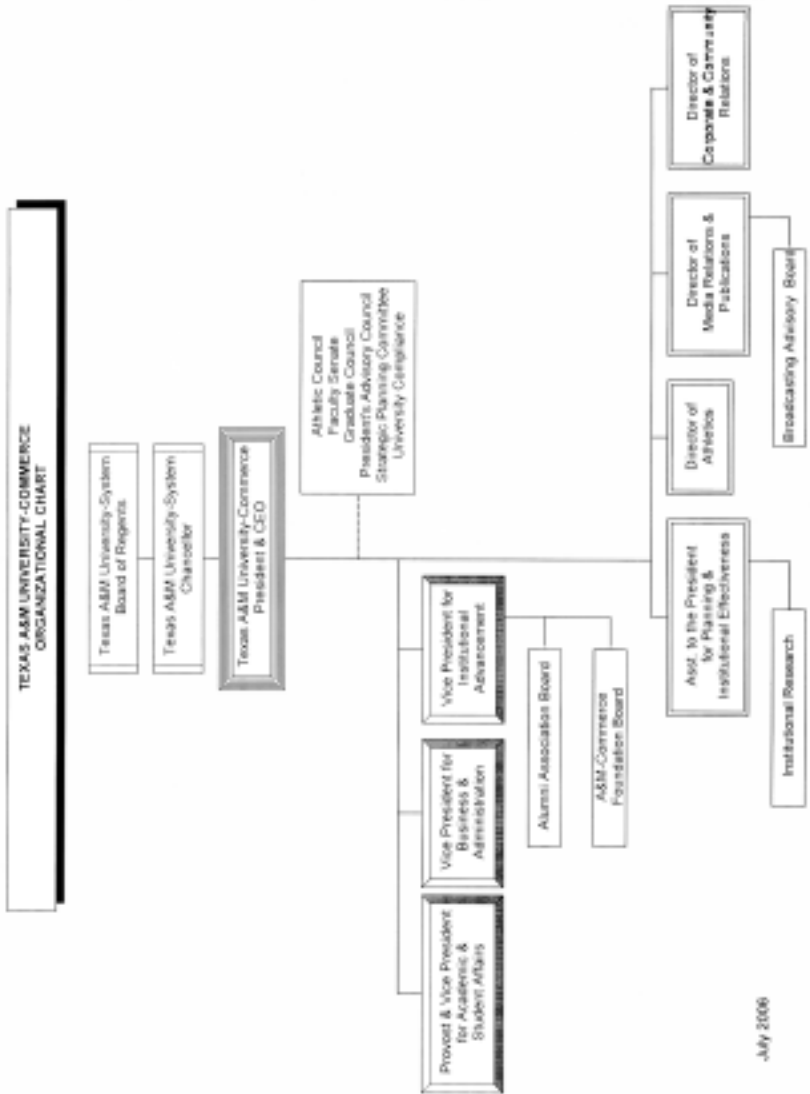 TEXAS A&M UNIVERSITY-COMMERCE
ORGANIZATIONAL CHART
Texas A&M University-System
Board of Regents
Texas A&M University-System
Chancellor
Texas A&M University-Commerce
President & CEO
Athletic Council
Faculty Senate
Graduate Council
President's Advisory Council
Strategic Planning Committee
University Compliance
Provost & Vice President
for Academic &
Student Affairs
Vice President for
Business &
Administration
Vice President for
Institutional
Advancement
Alumni Association Board
A&M-Commerce
Foundation Board
Asst. to the President
for Planning &
Institutional Effectiveness
Director of
Athletics
Director of
Media Relations &
Publications
Director of
Corporate & Community
Relations
Institutional Research
Broadcasting Advisory Board
July 2006